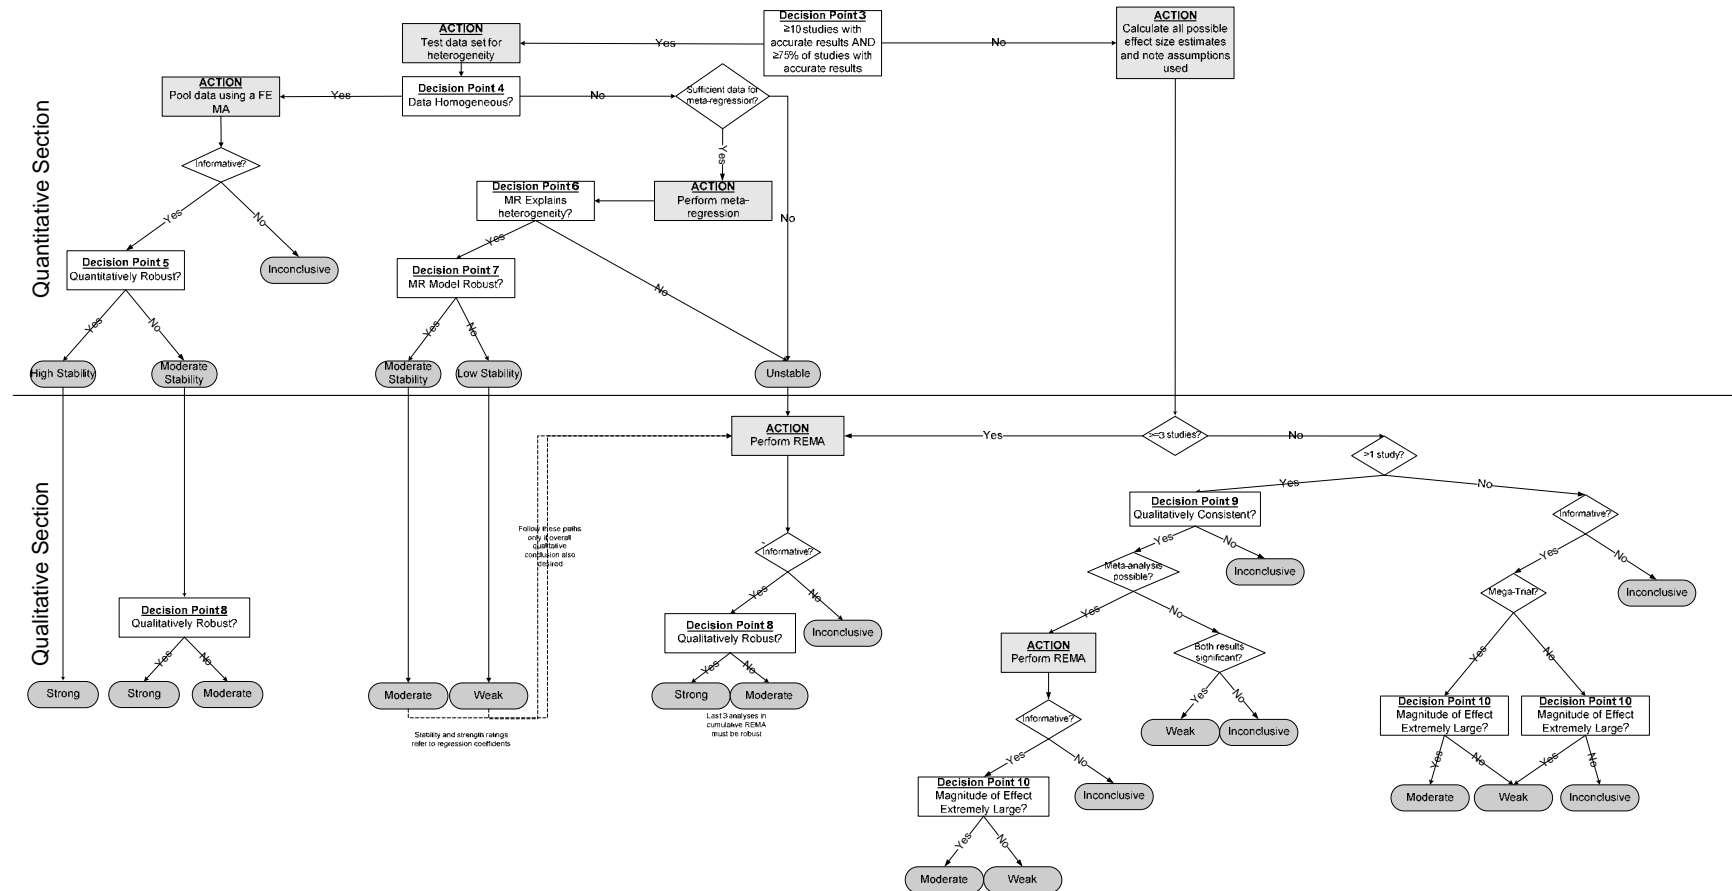 Quantitative Section
Qualitative Section
Decision Point 3
≥10 studies with
accurate results AND
≥75% of studies with
accurate results
Yes
No
ACTION
Test data set for
heterogeneity
ACTION
Calculate all possible
effect size estimates
and note assumptions
used
Decision Point 4
Data Homogeneous?
Yes
No
ACTION
Pool data using a FE
MA
Sufficient data for
meta-regression?
Yes
No
Informative?
Yes
No
ACTION
Perform meta-
regression
Decision Point 6
MR Explains
heterogeneity?
Yes
No
Decision Point 5
Quantitatively Robust?
Inconclusive
Decision Point 7
MR Model Robust?
Yes
No
Yes
No
High Stability
Moderate
Stability
Moderate
Stability
Low Stability
Unstable
ACTION
Perform REMA
>=3 studies?
Yes
No
>1 study?
Yes
No
Decision Point 9
Qualitatively Consistent?
Yes
No
Informative?
Yes
No
Follow these paths
only if overall
qualitative
conclusion also
desired
Informative?
Yes
No
Meta-analysis
possible?
Yes
No
Inconclusive
Mega-Trial?
Yes
No
Inconclusive
Decision Point 8
Qualitatively Robust?
Yes
No
Decision Point 8
Qualitatively Robust?
Yes
No
Inconclusive
ACTION
Perform REMA
Both results
significant?
Yes
No
Strong
Strong
Moderate
Moderate
Weak
Strong
Moderate
Last 3 analyses in
cumulative REMA
must be robust
Stability and strength ratings
refer to regression coefficients
Informative?
Yes
No
Weak
Inconclusive
Decision Point 10
Magnitude of Effect
Extremely Large?
Yes
No
Decision Point 10
Magnitude of Effect
Extremely Large?
Yes
No
Decision Point 10
Magnitude of Effect
Extremely Large?
Yes
No
Inconclusive
Moderate
Weak
Inconclusive
Moderate
Weak